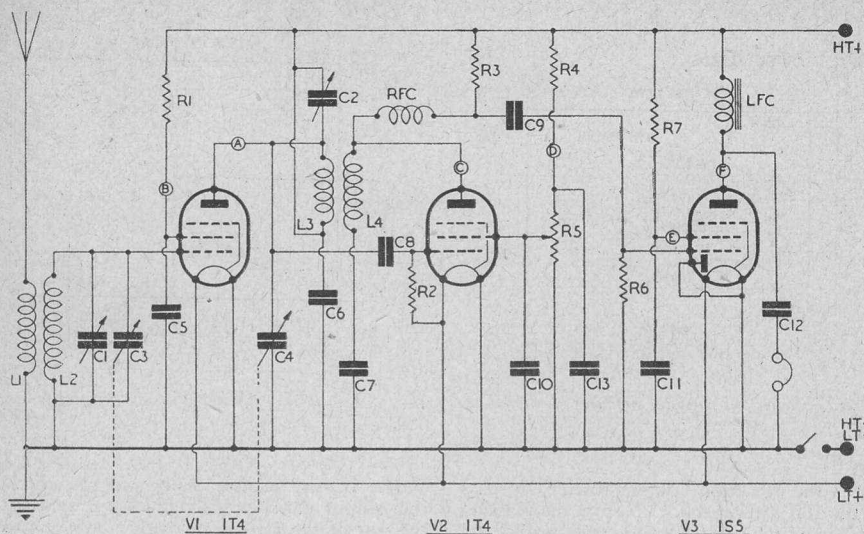 HT+
R1
C2
RFC
R3
R4
C9
R7
LFC
A
B
C
D
E
F
L3
L4
C8
R2
R5
R6
L1
L2
C1
C3
C5
C4
C6
C7
C10
C13
C11
C12
HT-
LT-
LT+
V1 1T4
V2 1T4
V3 1S5